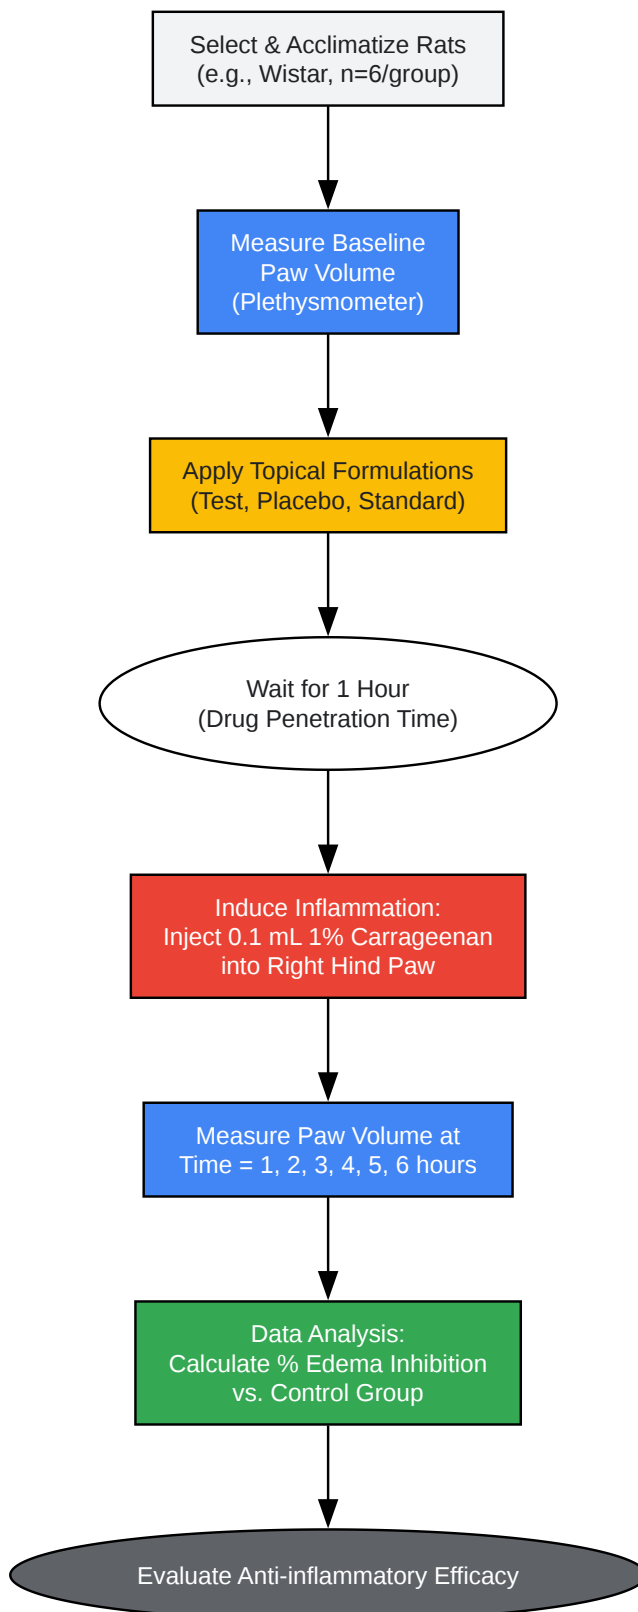 Select & Acclimatize Rats
(e.g., Wistar, n=6/group)
Measure Baseline
Paw Volume
(Plethysmometer)
Apply Topical Formulations
(Test, Placebo, Standard)
Wait for 1 Hour
(Drug Penetration Time)
Induce Inflammation:
Inject 0.1 mL 1% Carrageenan
into Right Hind Paw
Measure Paw Volume at
Time = 1, 2, 3, 4, 5, 6 hours
Data Analysis:
Calculate % Edema Inhibition
vs. Control Group
Evaluate Anti-inflammatory Efficacy